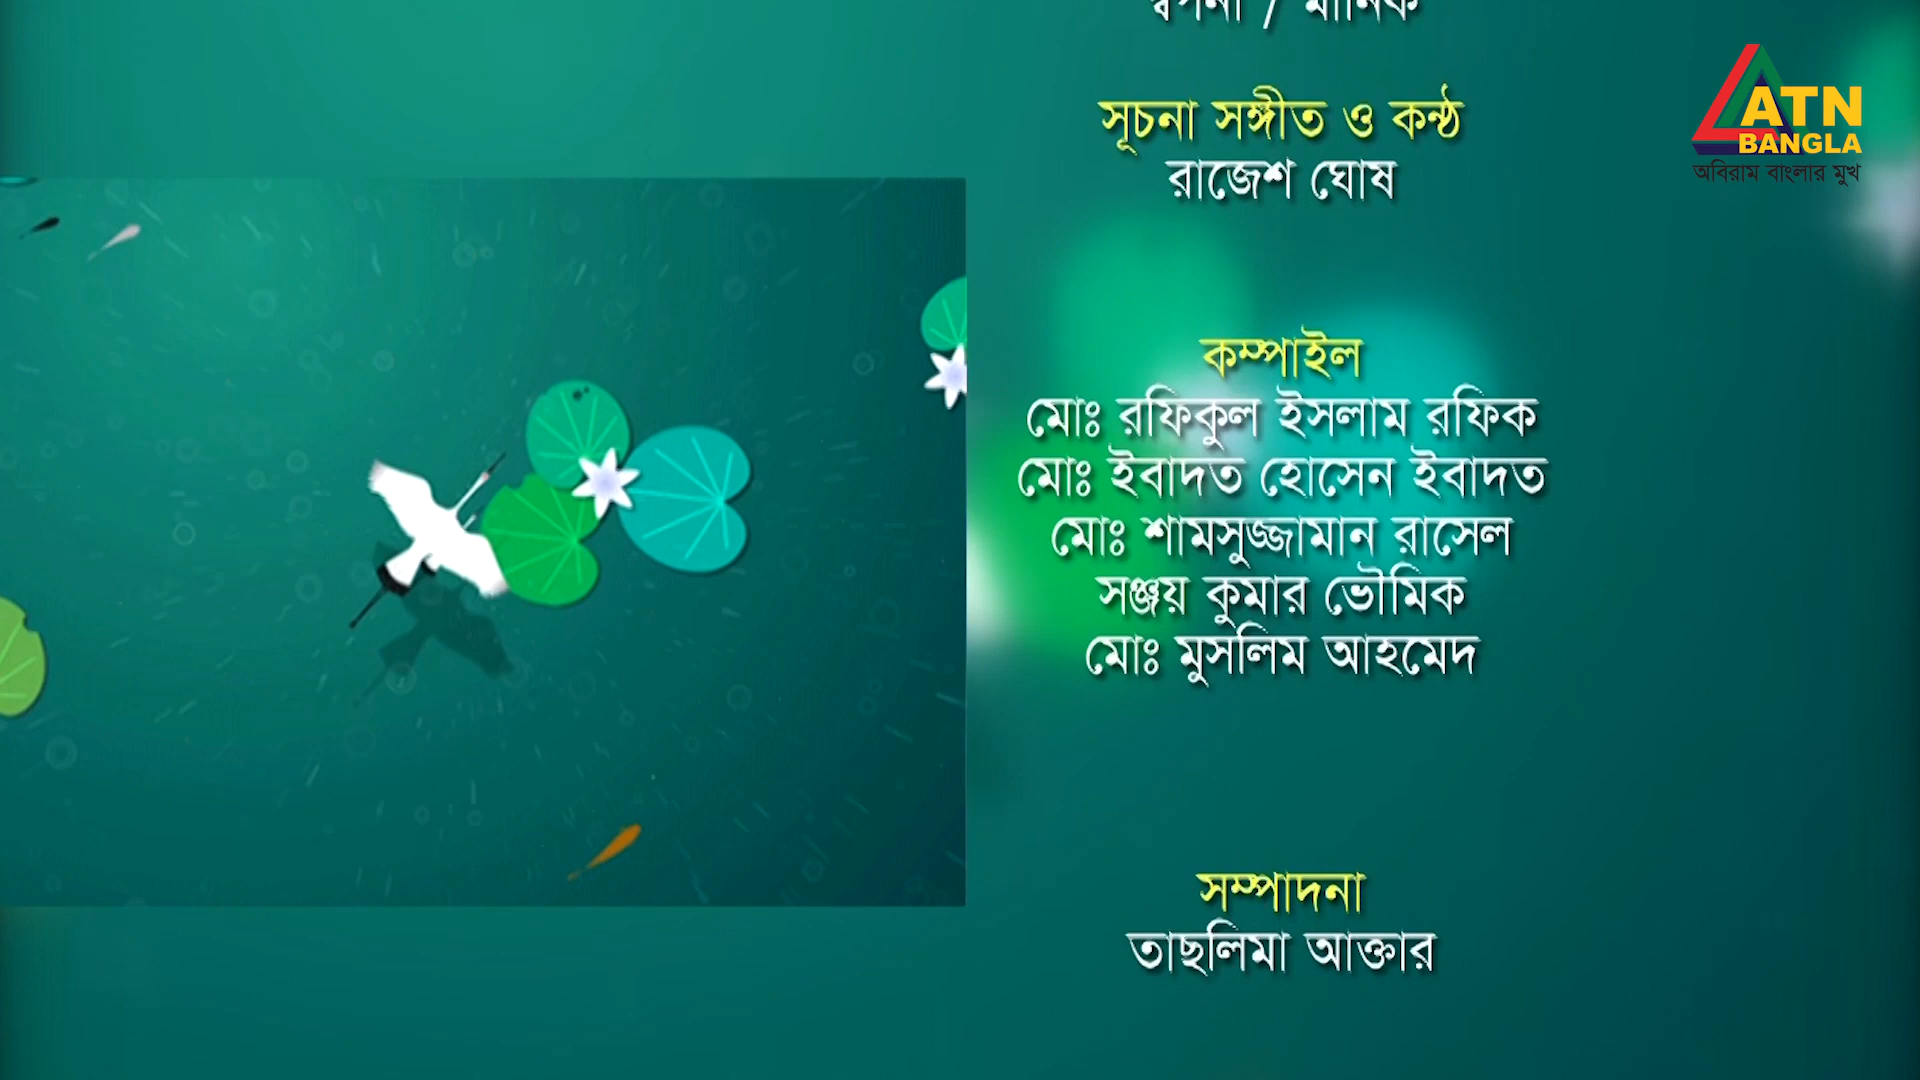 সূচনা সঙ্গীত ও কন্ঠ
রাজেশ ঘোষ
ATN
BANGLA
অবিরাম বাংলার মুখ
কম্পাইল
মোঃ রফিকুল ইসলাম রফিক
মোঃ ইবাদত হোসেন ইবাদত
মোঃ শামসুজ্জামান রাসেল
সঞ্জয় কুমার ভৌমিক
মোঃ মুসলিম আহমেদ
সম্পাদনা
তাছলিমা আক্তার